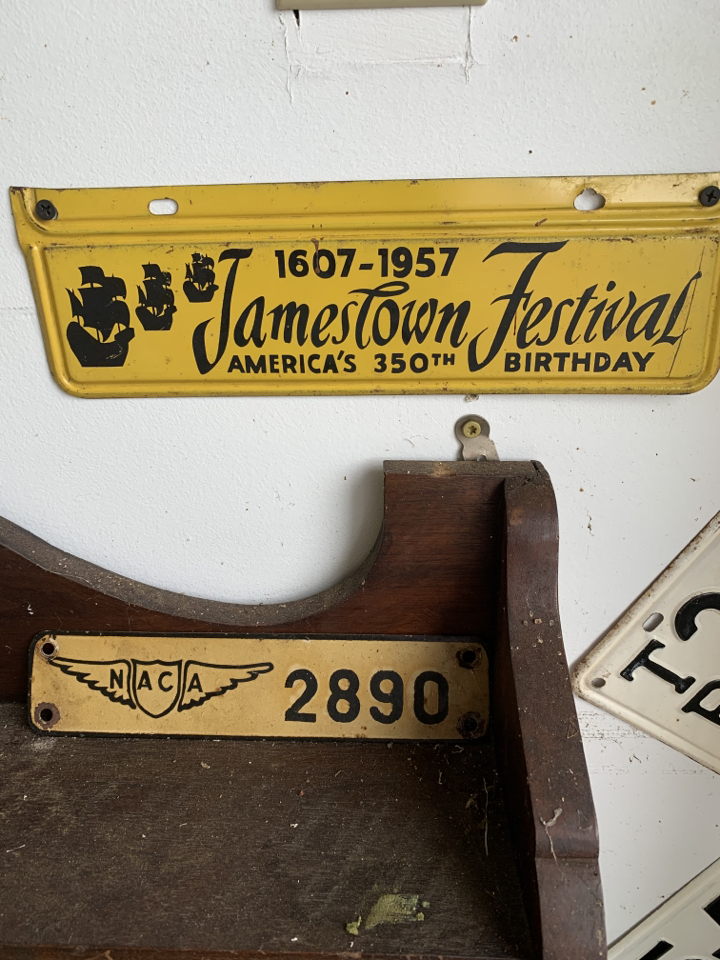 1607-1957
Jamestown Festival
AMERICA'S 350TH BIRTHDAY
NACA 2890